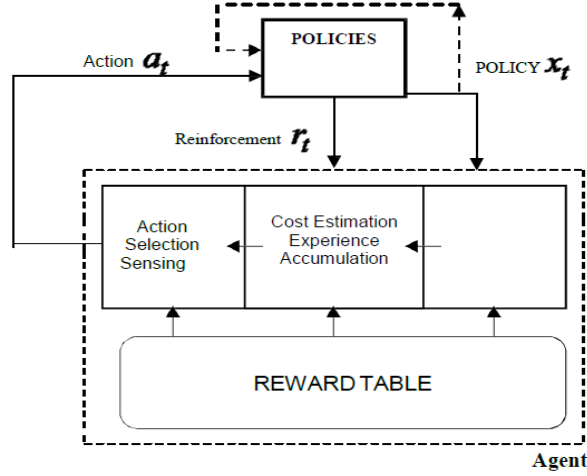 POLICIES
Action a_t
POLICY x_t
Reinforcement r_t
Action
Selection
Sensing
Cost Estimation
Experience
Accumulation
REWARD TABLE
Agent